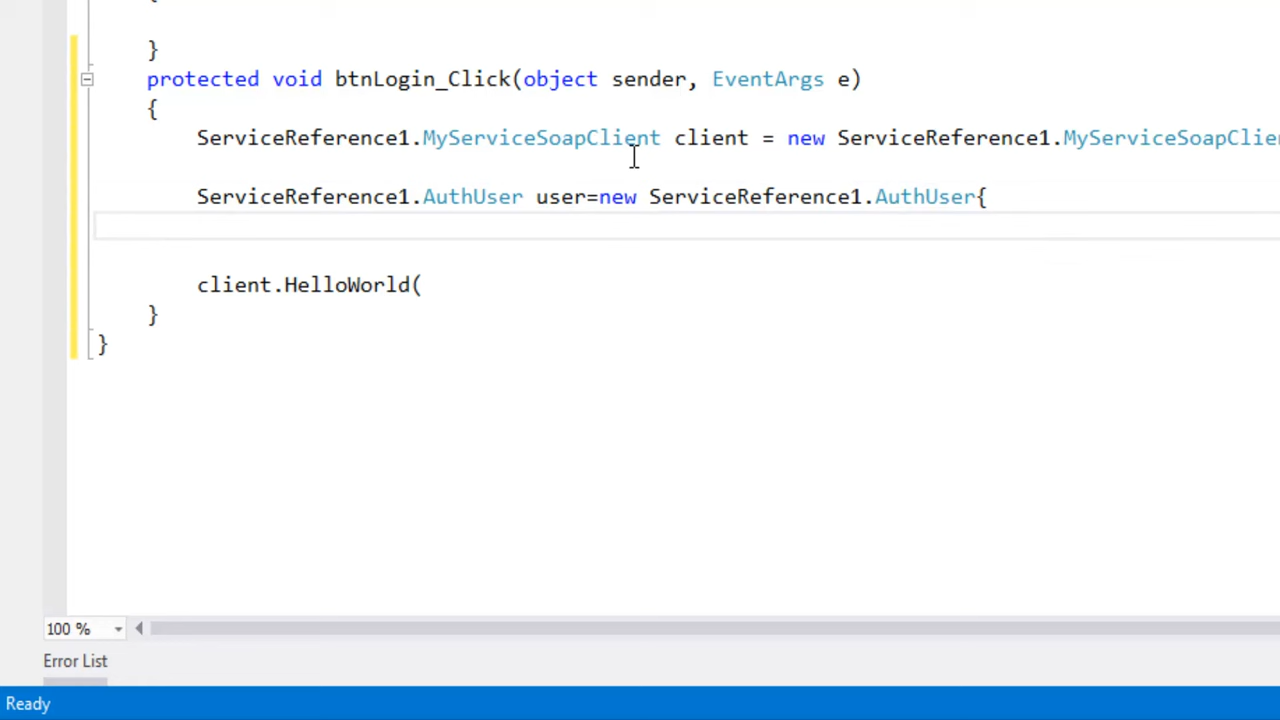 {
}
protected void btnLogin_Click(object sender, EventArgs e)
{
ServiceReference1.MyServiceSoapClient client = new ServiceReference1.MyServiceSoapClie
ServiceReference1.AuthUser user=new ServiceReference1.AuthUser{
client.HelloWorld(
}
}
100 %
Error List
Ready